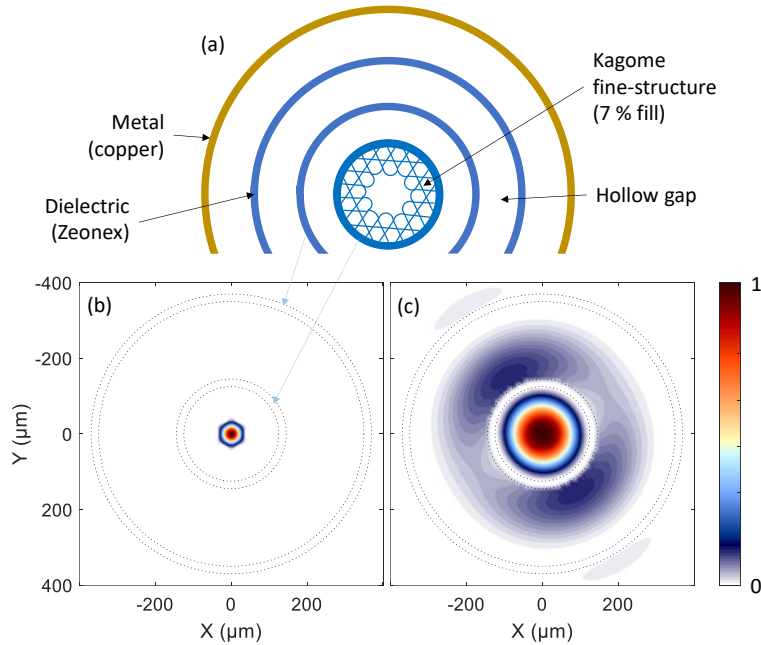 (a)
Kagome
fine-structure
(7 % fill)
Metal
(copper)
Dielectric
(Zeonex)
Hollow gap
(b)
(c)
-400
-200
0
200
400
Y (µm)
-200
0
200
X (µm)
-200
0
200
X (µm)
1
0